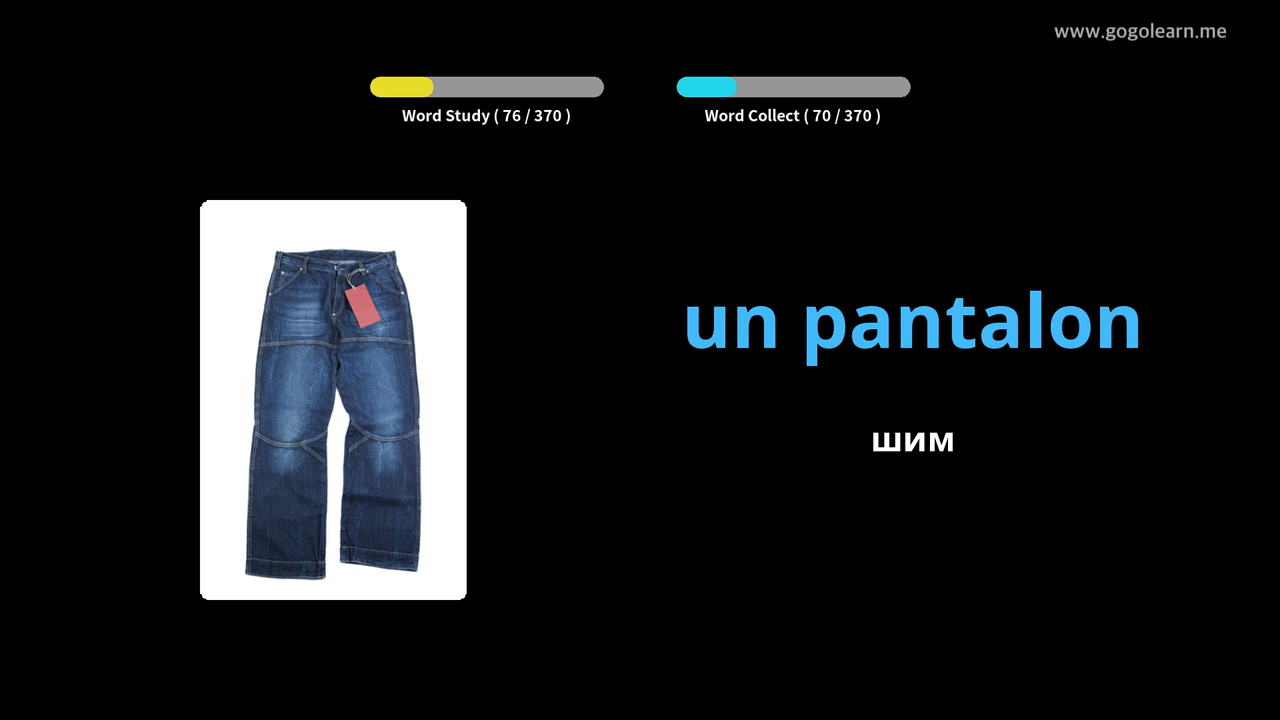 www.gogolearn.me
Word Study ( 76 / 370 )
Word Collect ( 70 / 370 )
un pantalon
шим